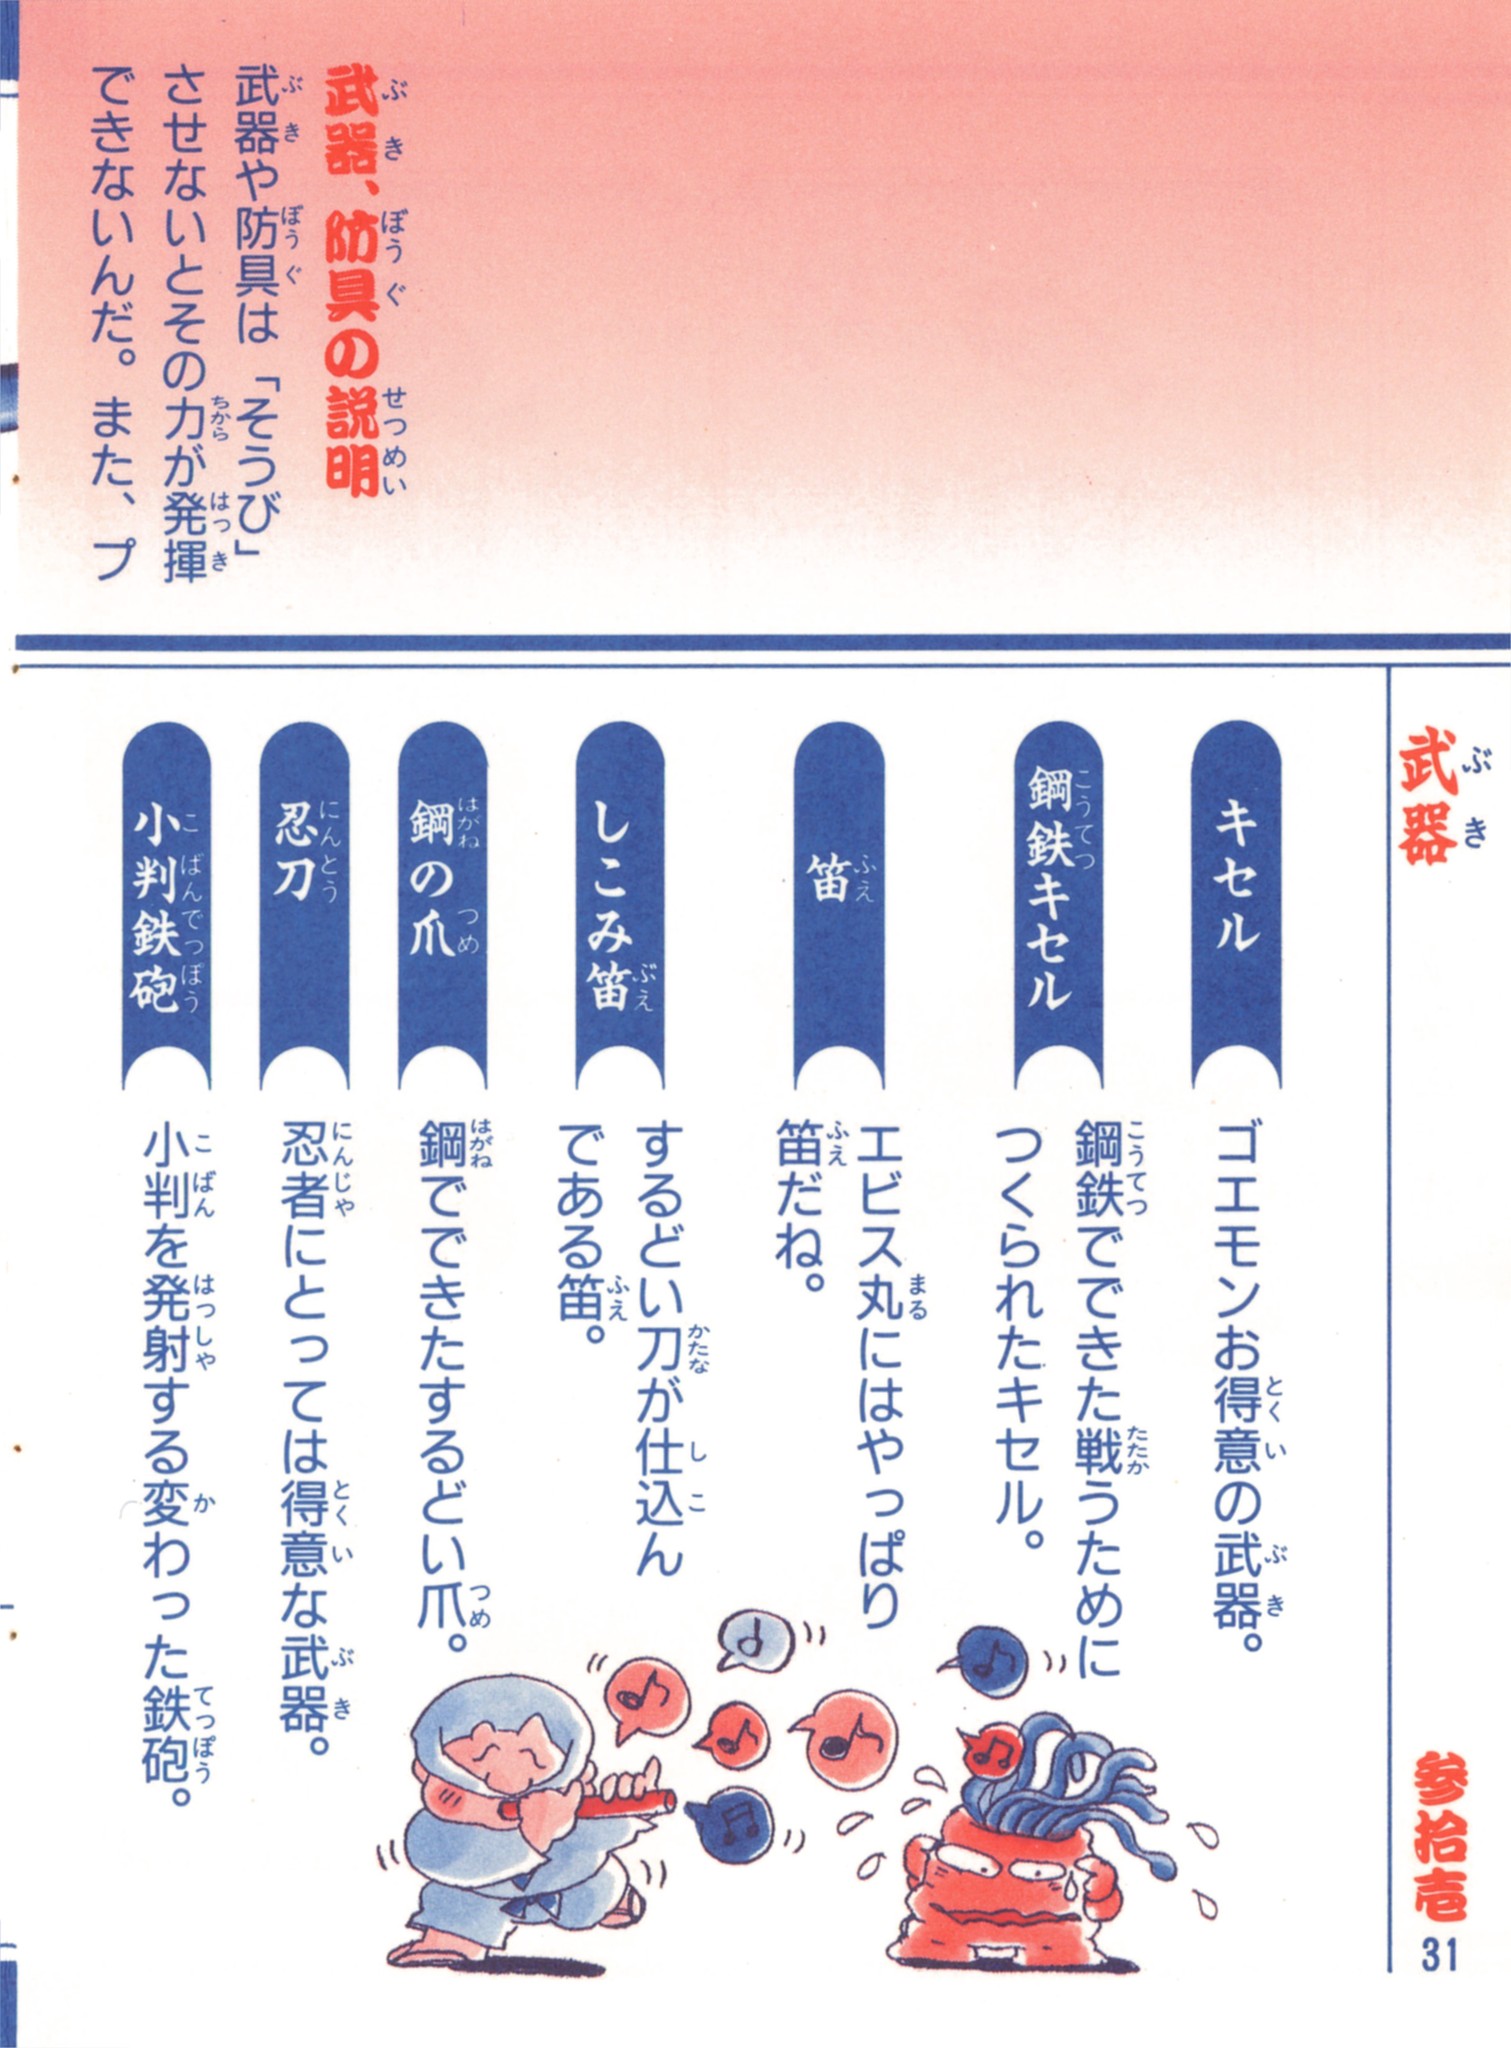 武器、防具の説明
武器や防具は「そうび」
させないとその力が発揮
できないんだ。また、プ
武器
キセル
ゴエモンお得意の武器。
鋼鉄キセル
鋼鉄でできた戦うために
つくられたキセル。
笛
エビス丸にはやっぱり
笛だね。
しこみ笛
するどい刀が仕込ん
である笛。
鋼の爪
鋼でできたするどい爪。
忍刀
忍者にとっては得意な武器。
小判鉄砲
小判を発射する変わった鉄砲。
参拾壱
31